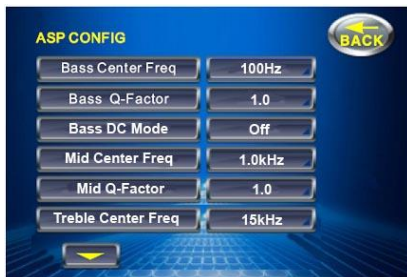 ASP CONFIG
BACK
Bass Center Freq 100Hz
Bass Q-Factor 1.0
Bass DC Mode Off
Mid Center Freq 1.0kHz
Mid Q-Factor 1.0
Treble Center Freq 15kHz